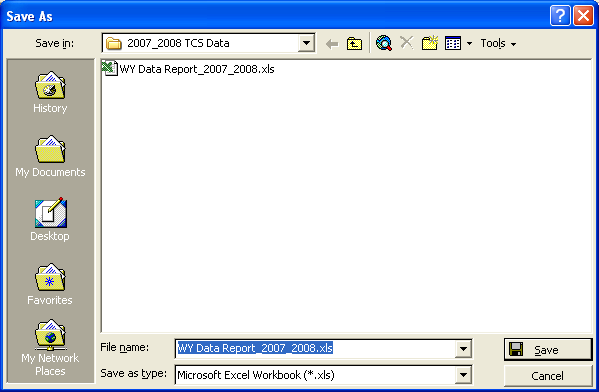 Save As
Save in: 2007_2008 TCS Data Tools
WY Data Report_2007_2008.xls
History
My Documents
Desktop
Favorites
My Network
Places
File name: WY Data Report_2007_2008.xls Save
Save as type: Microsoft Excel Workbook (*.xls) Cancel